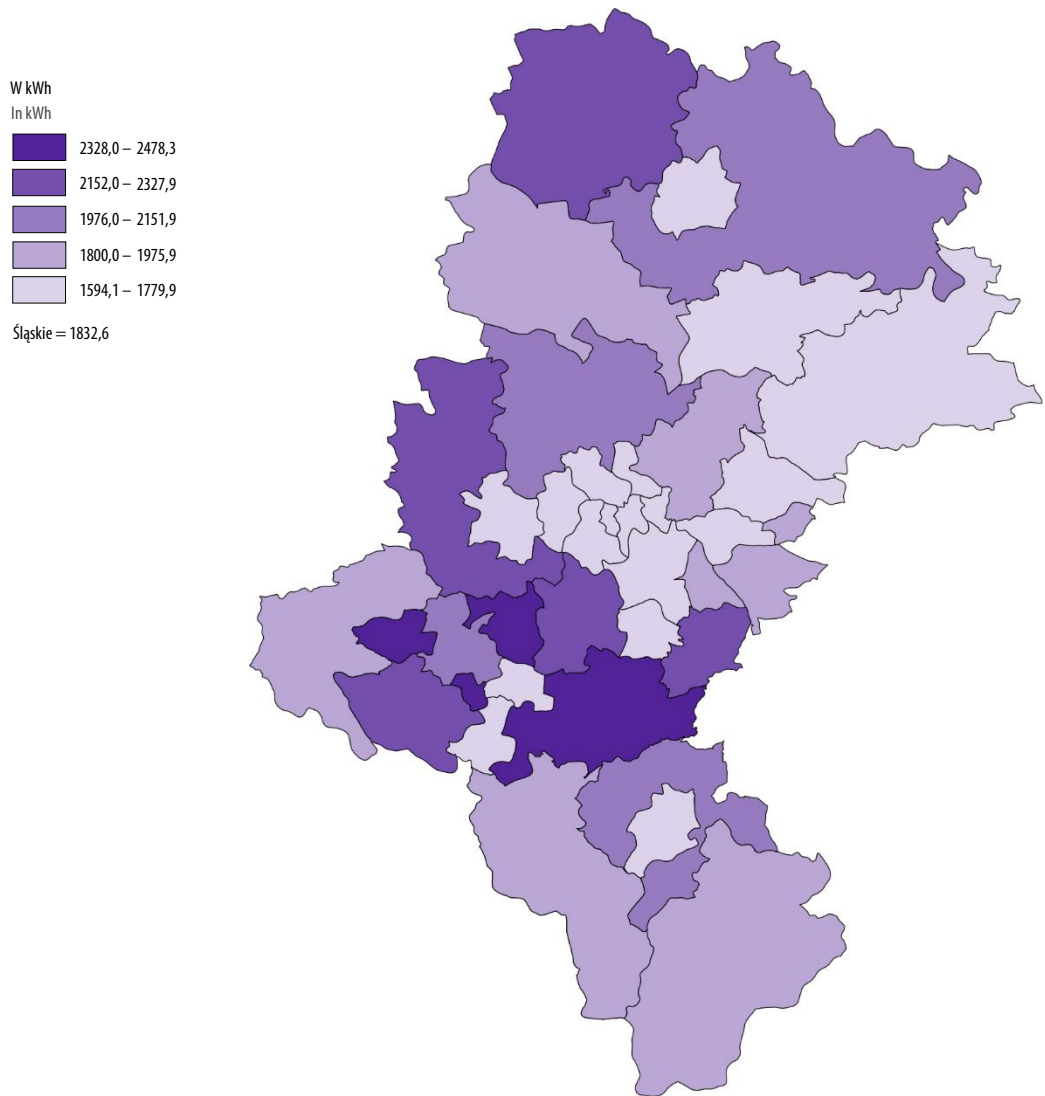 W kWh
In kWh
2328,0 – 2478,3
2152,0 – 2327,9
1976,0 – 2151,9
1800,0 – 1975,9
1594,1 – 1779,9
Śląskie = 1832,6